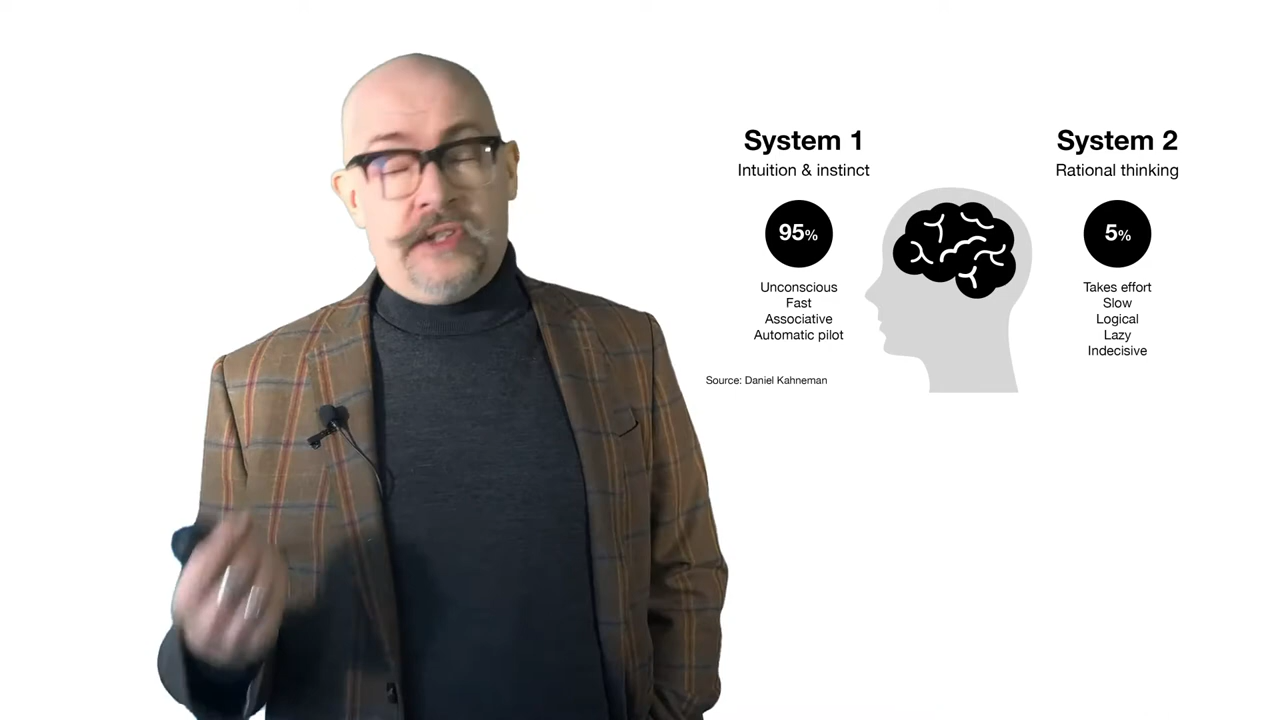 System 1
Intuition & instinct
95%
Unconscious
Fast
Associative
Automatic pilot
System 2
Rational thinking
5%
Takes effort
Slow
Logical
Lazy
Indecisive
Source: Daniel Kahneman